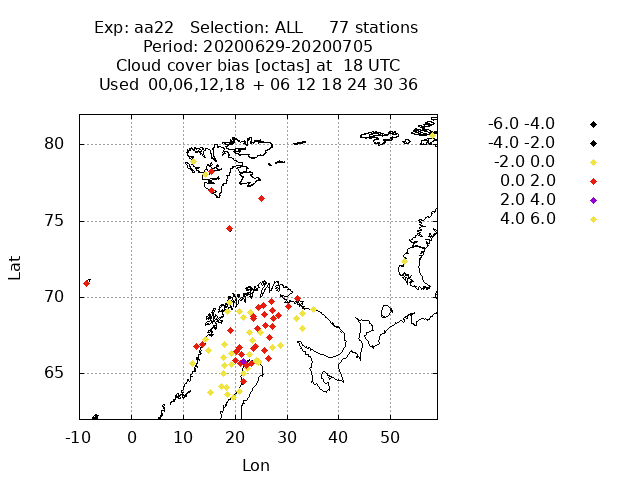 Exp: aa22 Selection: ALL 77 stations
Period: 20200629-20200705
Cloud cover bias [octas] at 18 UTC
Used 00,06,12,18 + 06 12 18 24 30 36
-6.0 -4.0
-4.0 -2.0
-2.0 0.0
0.0 2.0
2.0 4.0
4.0 6.0
80
75
70
65
Lat
-10 0 10 20 30 40 50
Lon